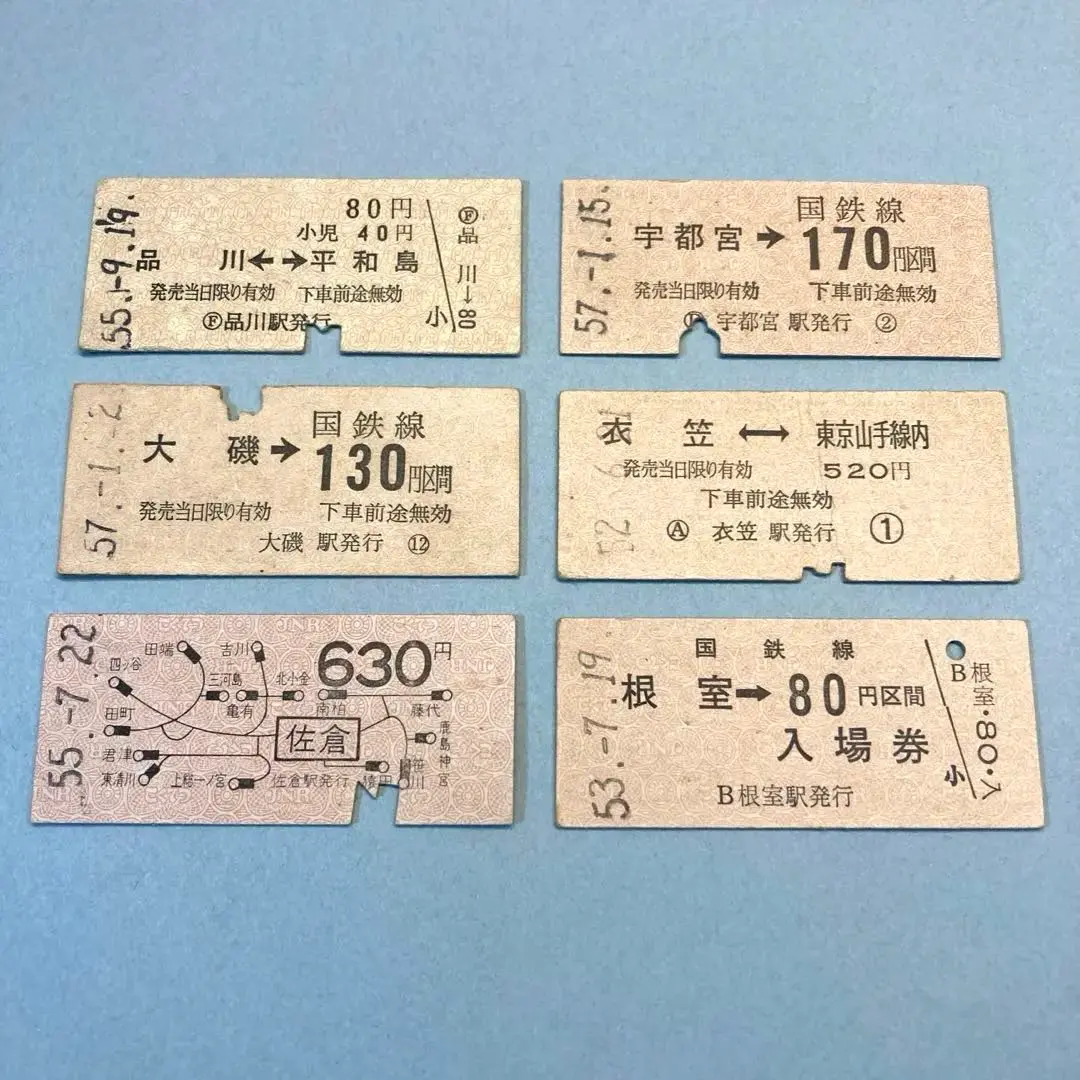 55.-9.19.
80円
小児 40円
品川↔平和島
発売当日限り有効 下車前途無効
Ⓕ品川駅発行
小
Ⓕ品川→80
57.-1.15.
国鉄線
宇都宮→170円区間
発売当日限り有効 下車前途無効
宇都宮 駅発行 ②
57.-1.-2
国鉄線
大磯→130円区間
発売当日限り有効 下車前途無効
大磯 駅発行 ⑫
52
衣笠↔東京山手線内
発売当日限り有効 520円
下車前途無効
Ⓐ 衣笠 駅発行 ①
55.-7.22
630円
田端
吉川
四ッ谷
三河島
北小金
亀有
南柏
藤代
田町
佐倉
鹿島神宮
君津
東清川
上総一ノ宮
佐倉駅発行
猿田
笹川
53.-7.19
国鉄線
根室→80円区間
入場券
B根室駅発行
小
B根室・80・入